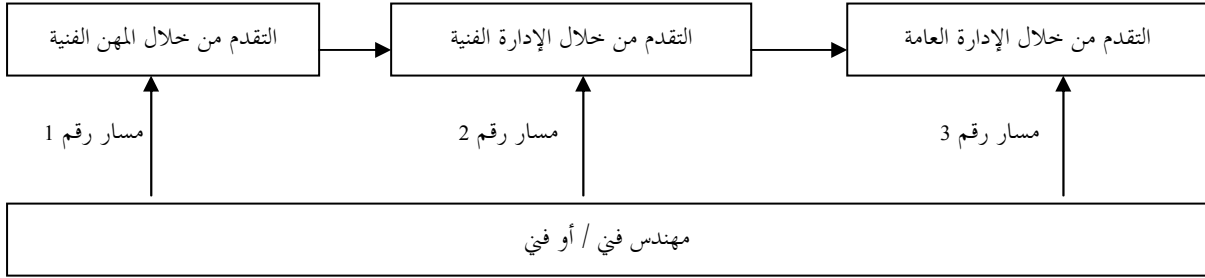 التقدم من خلال الإدارة العامة
التقدم من خلال الإدارة الفنية
التقدم من خلال المهن الفنية
مسار رقم 3
مسار رقم 2
مسار رقم 1
مهندس فني / أو فني